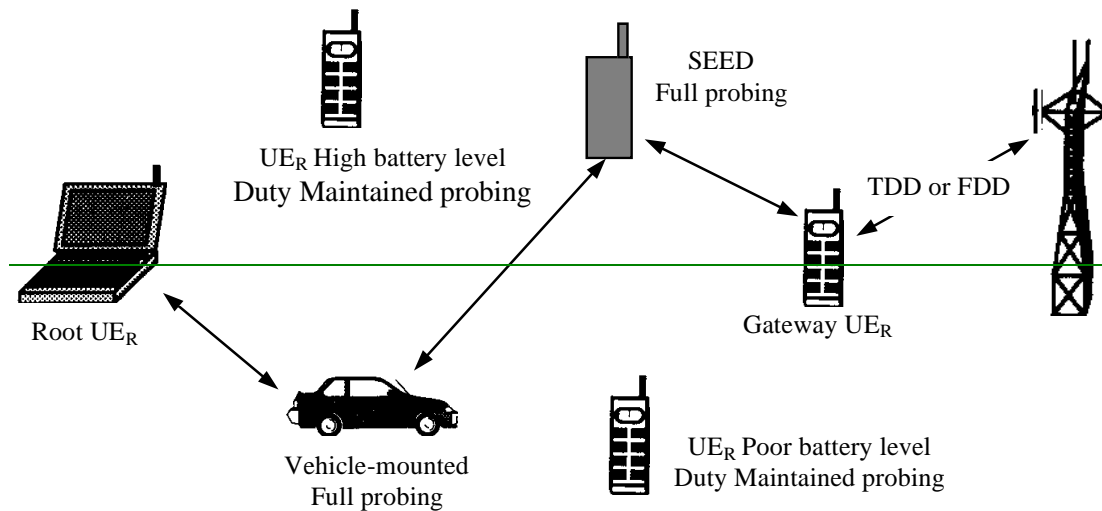 SEED
Full probing
UER High battery level
Duty Maintained probing
TDD or FDD
Root UER
Gateway UER
Vehicle-mounted
Full probing
UER Poor battery level
Duty Maintained probing